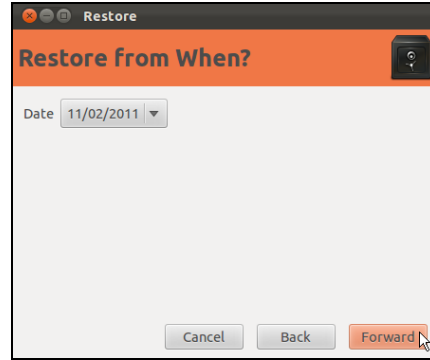 Restore
Restore from When?
Date 11/02/2011
Cancel Back Forward